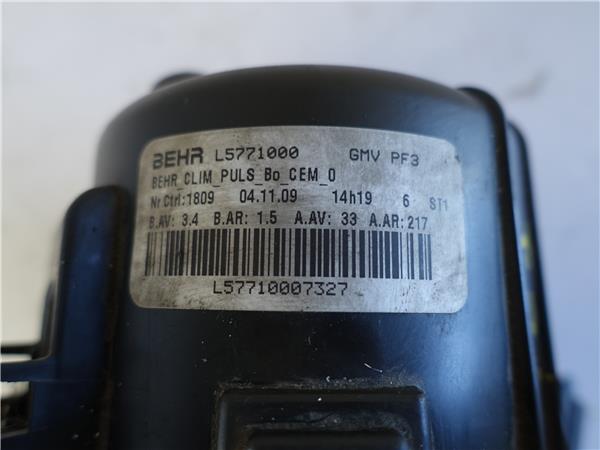 BEHR L5771000 GMV PF3
BEHR_CLIM_PULS_Bo_CEM_0
Nr Ctrl:1809 04.11.09 14h19 6 ST1
B.AV: 3.4 B.AR: 1.5 A.AV: 33 A.AR:217
L57710007327